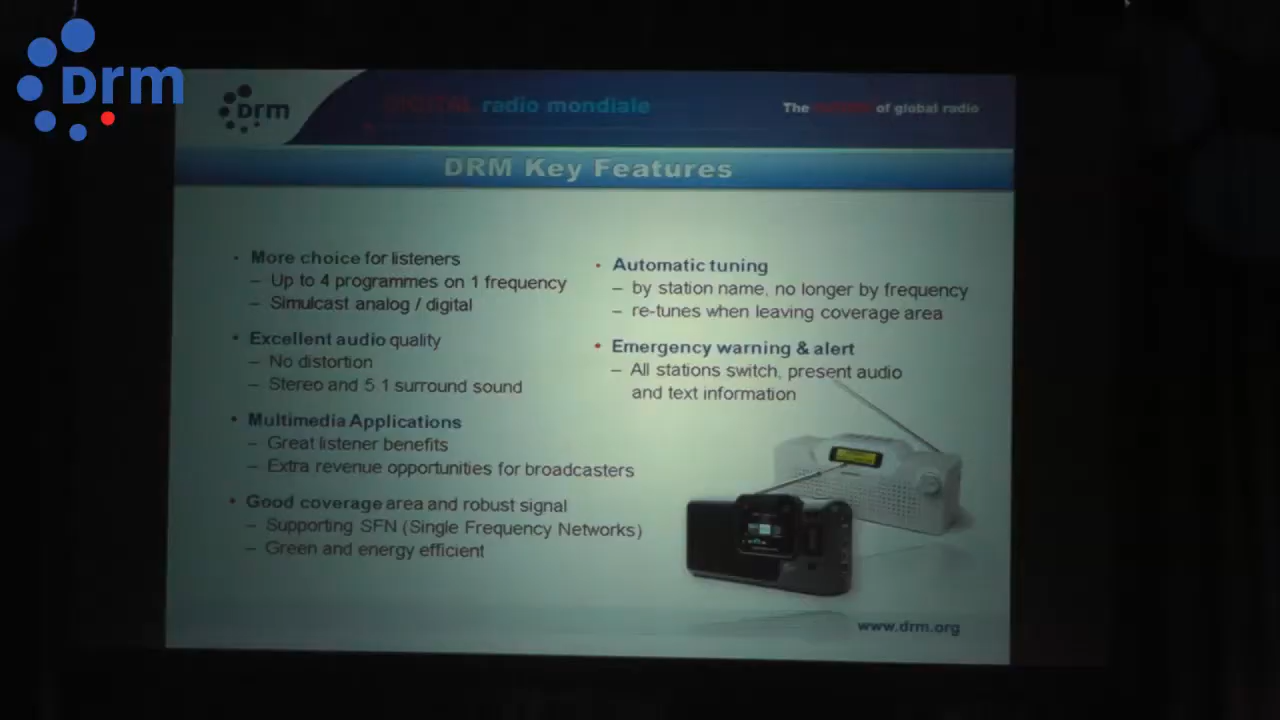 Drm
Drm
DIGITAL radio mondiale
The of global radio
DRM Key Features
• More choice for listeners
– Up to 4 programmes on 1 frequency
– Simulcast analog / digital
• Excellent audio quality
– No distortion
– Stereo and 5.1 surround sound
• Multimedia Applications
– Great listener benefits
– Extra revenue opportunities for broadcasters
• Good coverage area and robust signal
– Supporting SFN (Single Frequency Networks)
– Green and energy efficient
• Automatic tuning
– by station name, no longer by frequency
– re-tunes when leaving coverage area
• Emergency warning & alert
– All stations switch, present audio
and text information
www.drm.org